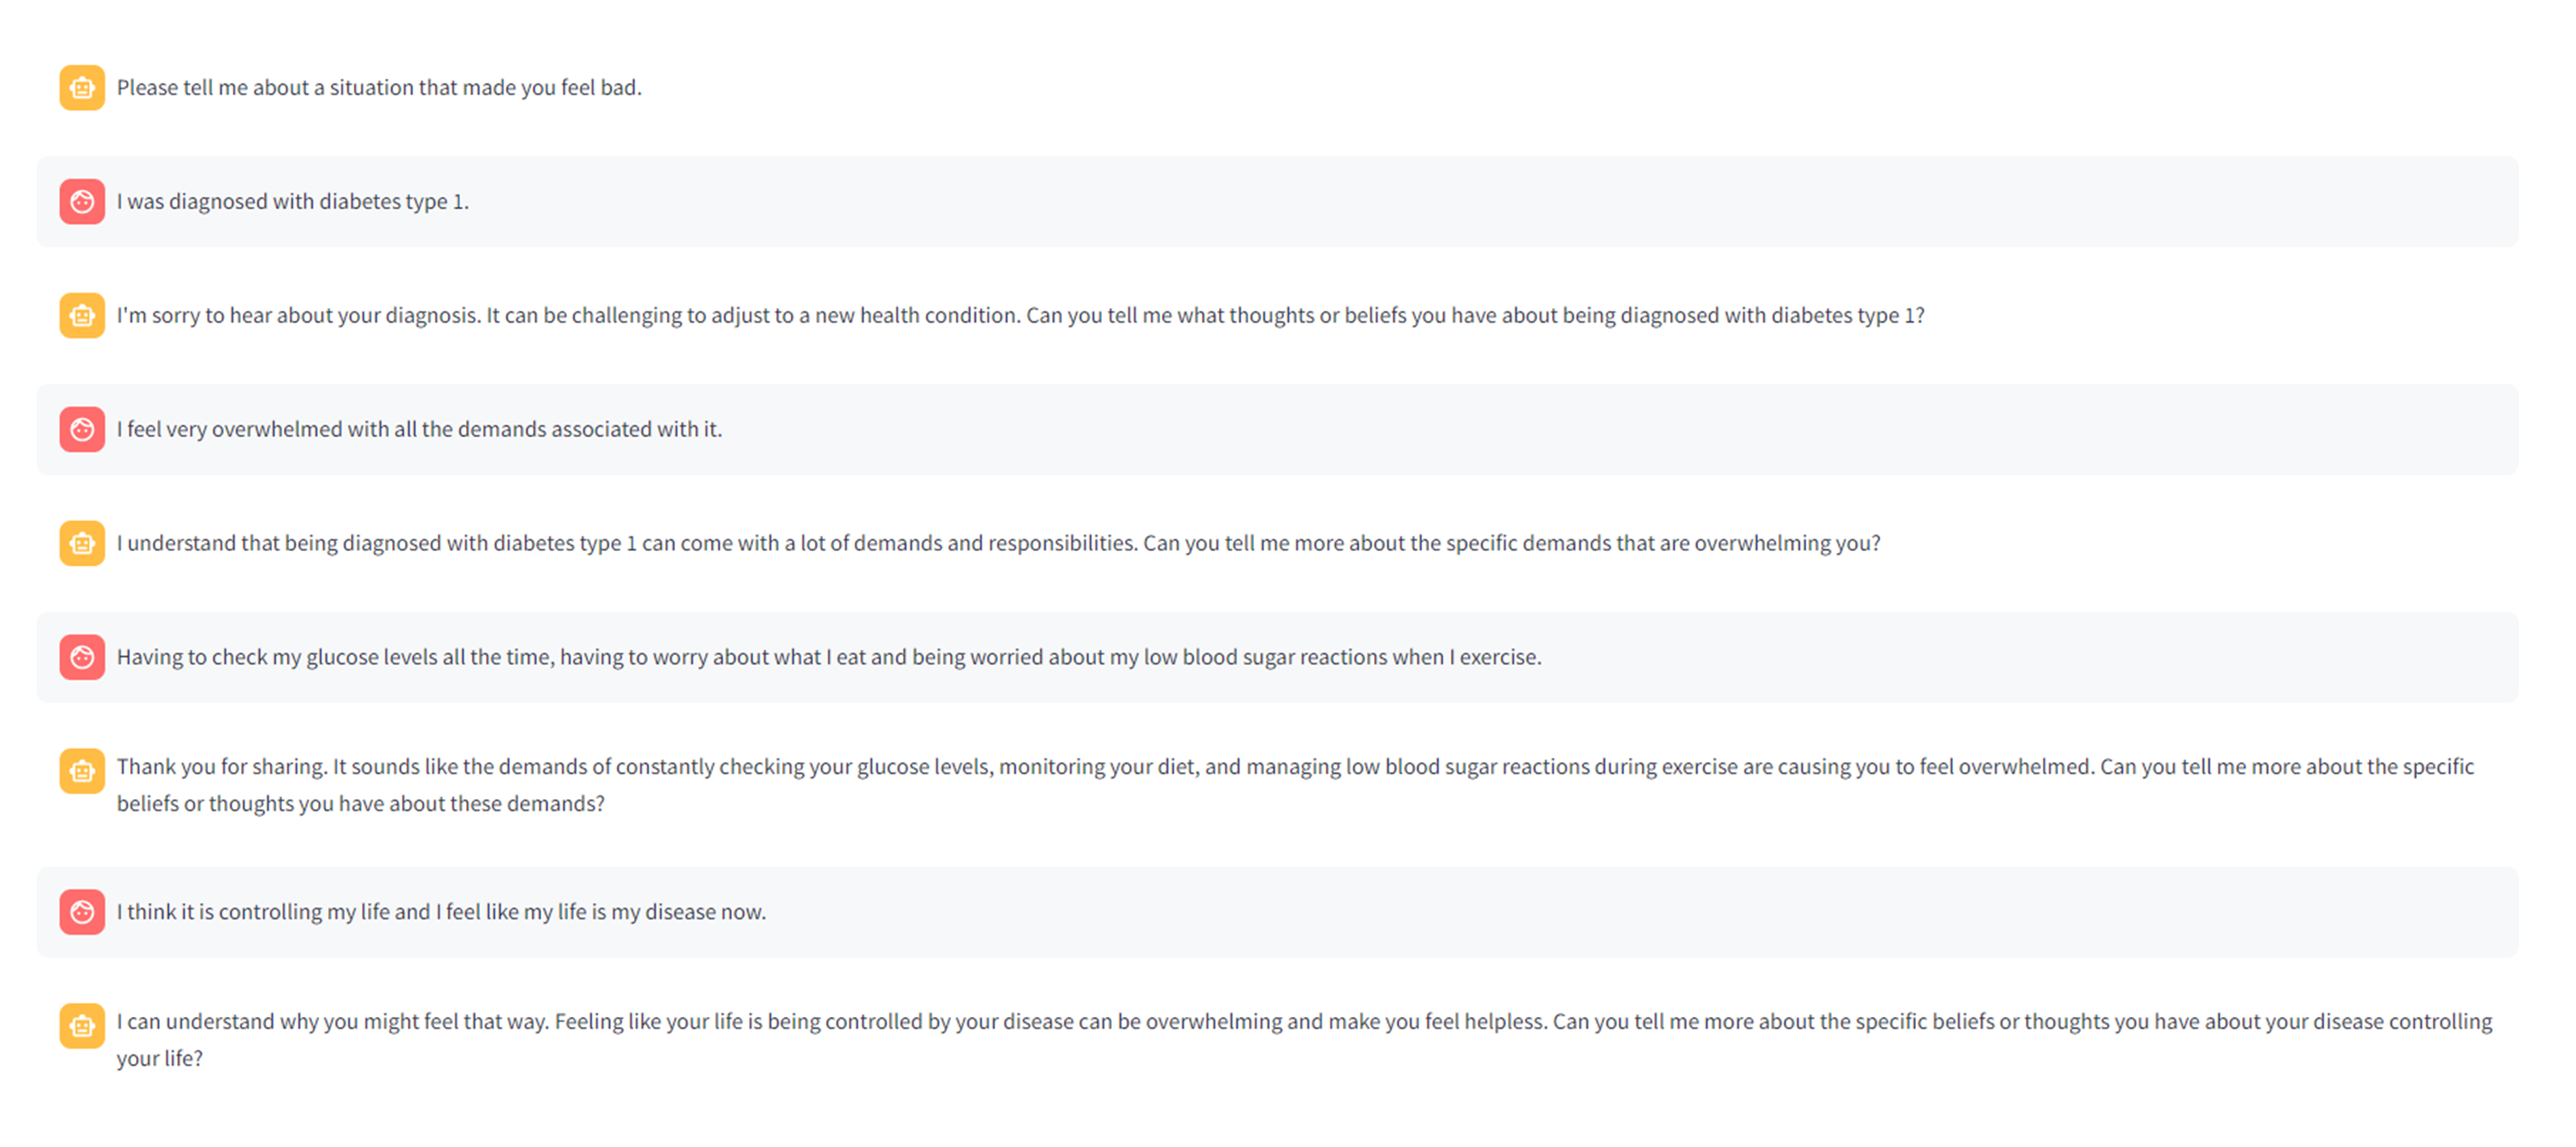 Please tell me about a situation that made you feel bad.
I was diagnosed with diabetes type 1.
I'm sorry to hear about your diagnosis. It can be challenging to adjust to a new health condition. Can you tell me what thoughts or beliefs you have about being diagnosed with diabetes type 1?
I feel very overwhelmed with all the demands associated with it.
I understand that being diagnosed with diabetes type 1 can come with a lot of demands and responsibilities. Can you tell me more about the specific demands that are overwhelming you?
Having to check my glucose levels all the time, having to worry about what I eat and being worried about my low blood sugar reactions when I exercise.
Thank you for sharing. It sounds like the demands of constantly checking your glucose levels, monitoring your diet, and managing low blood sugar reactions during exercise are causing you to feel overwhelmed. Can you tell me more about the specific
beliefs or thoughts you have about these demands?
I think it is controlling my life and I feel like my life is my disease now.
I can understand why you might feel that way. Feeling like your life is being controlled by your disease can be overwhelming and make you feel helpless. Can you tell me more about the specific beliefs or thoughts you have about your disease controlling
your life?